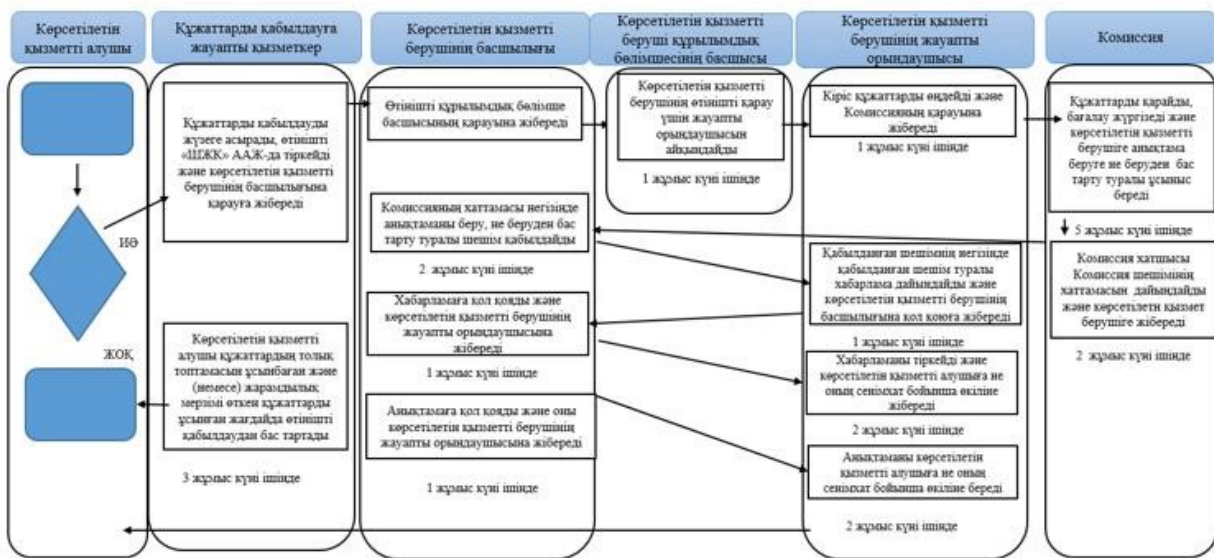 Көрсетілетін
қызметті алушы
Құжаттарды қабылдауға
жауапты қызметкер
Көрсетілетін қызметті
берушінің басшылығы
Көрсетілетін қызметті
беруші құрылымдық
бөлімшесінің басшысы
Көрсетілетін қызметті
берушінің жауапты
орындаушысы
Комиссия
ИӘ
ЖОҚ
Құжаттарды қабылдауды
жүзеге асырады, өтінішті
«ШЖК» ААЖ-да тіркейді
және көрсетілетін қызметті
берушінің басшылығына
қарауға жібереді
Көрсетілетін қызметті
алушы құжаттардың толық
топтамасын ұсынбаған және
(немесе) жарамдылық
мерзімі өткен құжаттарды
ұсынған жағдайда өтінішті
қабылдаудан бас тартады
3 жұмыс күні ішінде
Өтінішті құрылымдық бөлімше
басшысының қарауына жібереді
Комиссияның хаттамасы негізінде
анықтаманы беру, не беруден бас
тарту туралы шешім қабылдайды
2 жұмыс күні ішінде
Хабарламаға қол қояды және
көрсетілетін қызметті берушінің
жауапты орындаушысына
жібереді
1 жұмыс күні ішінде
Анықтамаға қол қояды және оны
көрсетілетін қызметті берушінің
жауапты орындаушысына жібереді
1 жұмыс күні ішінде
Көрсетілетін қызметті
берушінің өтінішті қарау
үшін жауапты
орындаушысын
айқындайды
1 жұмыс күні ішінде
Кіріс құжаттарды өңдейді және
Комиссияның қарауына
жібереді
1 жұмыс күні ішінде
Қабылданған шешімнің негізінде
қабылданған шешім туралы
хабарлама дайындайды және
көрсетілетін қызметті берушінің
басшылығына қол қоюға жібереді
1 жұмыс күні ішінде
Хабарламаны тіркейді және
көрсетілетін қызметті алушыға не
оның сенімхат бойынша өкіліне
жібереді
2 жұмыс күні ішінде
Анықтаманы көрсетілетін
қызметті алушыға не оның
сенімхат бойынша өкіліне береді
2 жұмыс күні ішінде
Құжаттарды қарайды,
бағалау жүргізеді және
көрсетілетін қызметті
берушіге анықтама
беруге не беруден бас
тарту туралы ұсыныс
береді
5 жұмыс күні ішінде
Комиссия хатшысы
Комиссия шешімінің
хаттамасын дайындайды
және көрсетілетн қызмет
берушіге жібереді
2 жұмыс күні ішінде